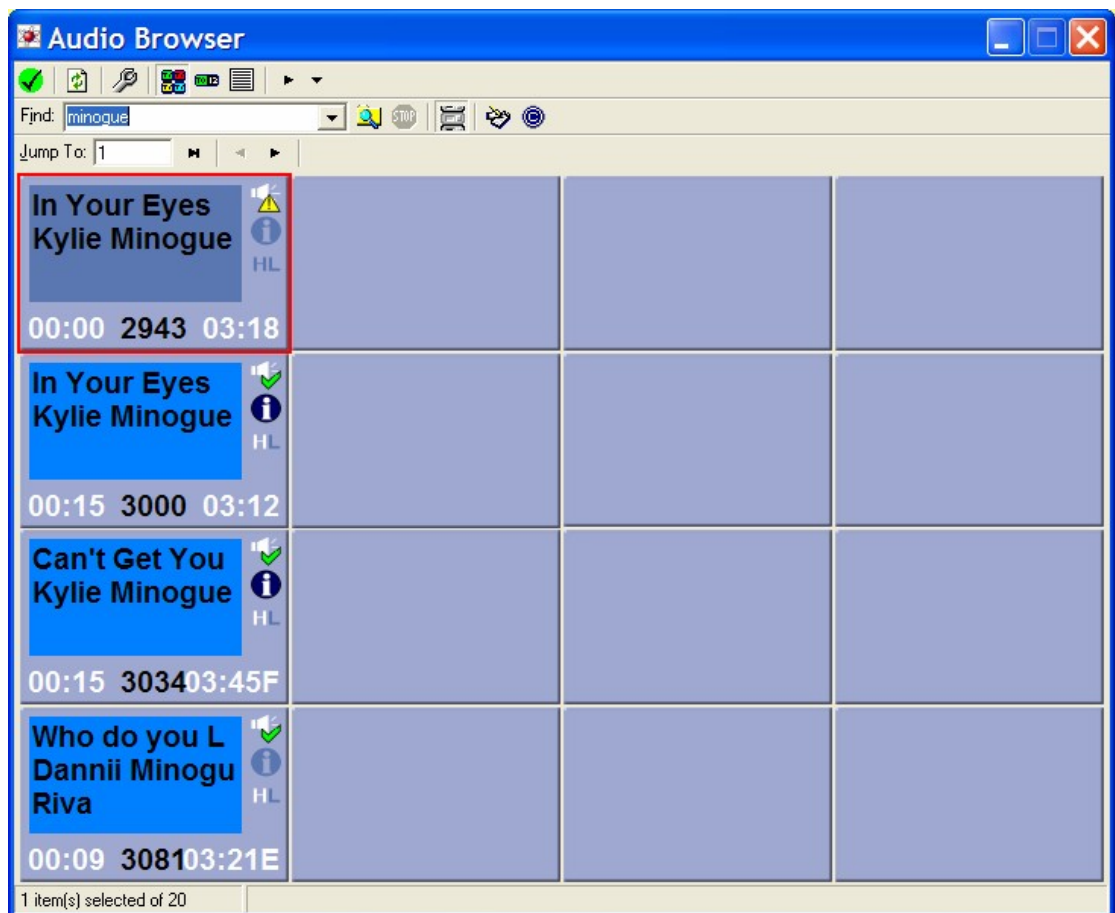 Audio Browser
Find: minogue STOP
Jump To: 1
In Your Eyes
Kylie Minogue
HL
00:00 2943 03:18
In Your Eyes
Kylie Minogue
HL
00:15 3000 03:12
Can't Get You
Kylie Minogue
HL
00:15 3034 03:45F
Who do you L
Dannii Minogu
Riva
HL
00:09 3081 03:21E
1 item(s) selected of 20